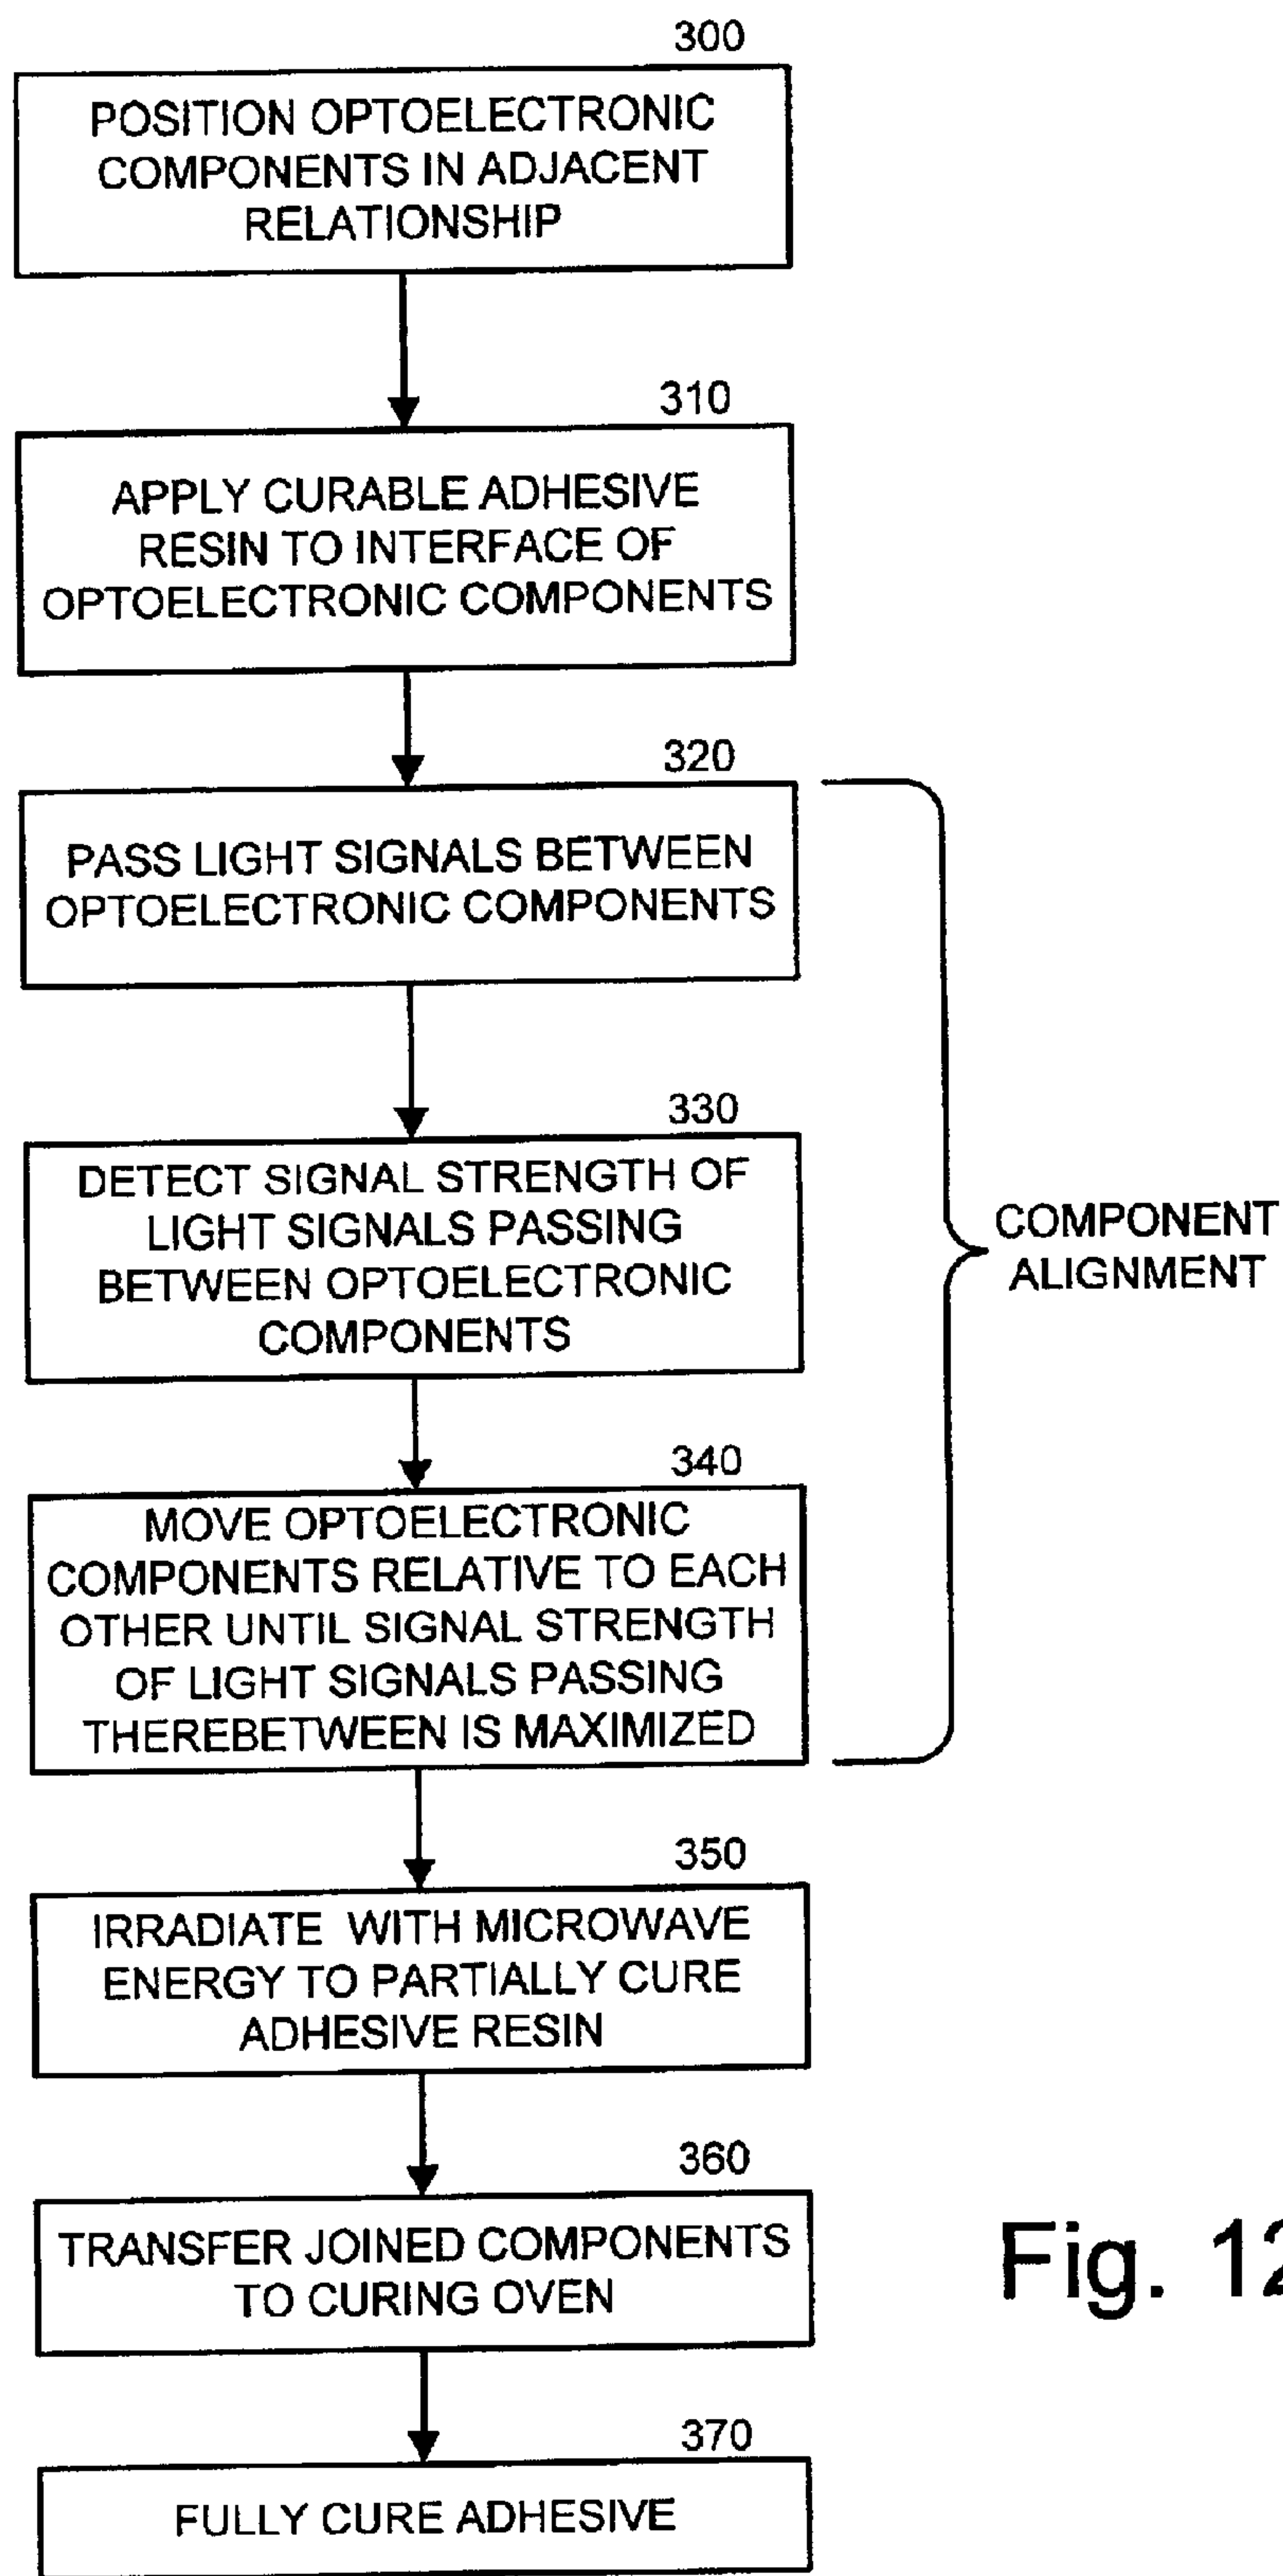 300
POSITION OPTOELECTRONIC
COMPONENTS IN ADJACENT
RELATIONSHIP
310
APPLY CURABLE ADHESIVE
RESIN TO INTERFACE OF
OPTOELECTRONIC COMPONENTS
320
PASS LIGHT SIGNALS BETWEEN
OPTOELECTRONIC COMPONENTS
330
DETECT SIGNAL STRENGTH OF
LIGHT SIGNALS PASSING
BETWEEN OPTOELECTRONIC
COMPONENTS
COMPONENT
ALIGNMENT
340
MOVE OPTOELECTRONIC
COMPONENTS RELATIVE TO EACH
OTHER UNTIL SIGNAL STRENGTH
OF LIGHT SIGNALS PASSING
THEREBETWEEN IS MAXIMIZED
350
IRRADIATE WITH MICROWAVE
ENERGY TO PARTIALLY CURE
ADHESIVE RESIN
360
TRANSFER JOINED COMPONENTS
TO CURING OVEN
Fig. 12
370
FULLY CURE ADHESIVE